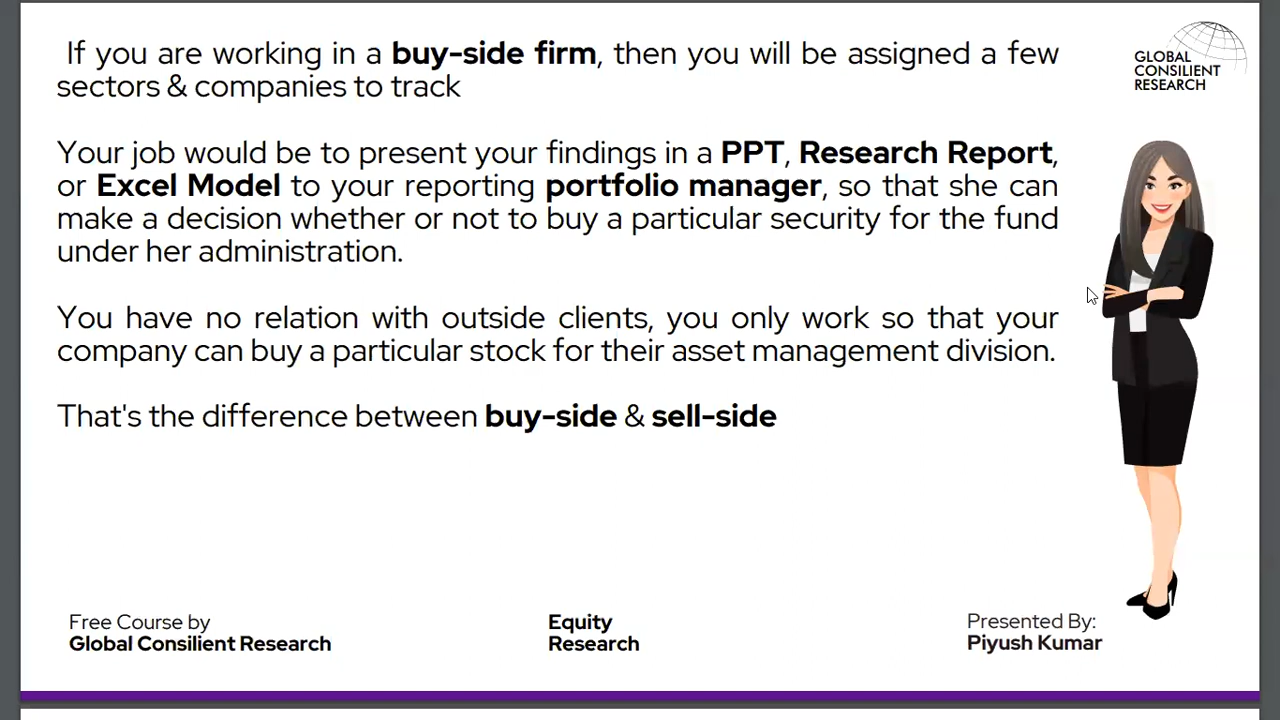 If you are working in a buy-side firm, then you will be assigned a few
sectors & companies to track
Your job would be to present your findings in a PPT, Research Report,
or Excel Model to your reporting portfolio manager, so that she can
make a decision whether or not to buy a particular security for the fund
under her administration.
You have no relation with outside clients, you only work so that your
company can buy a particular stock for their asset management division.
That's the difference between buy-side & sell-side
GLOBAL
CONSILIENT
RESEARCH
Free Course by
Global Consilient Research
Equity
Research
Presented By:
Piyush Kumar